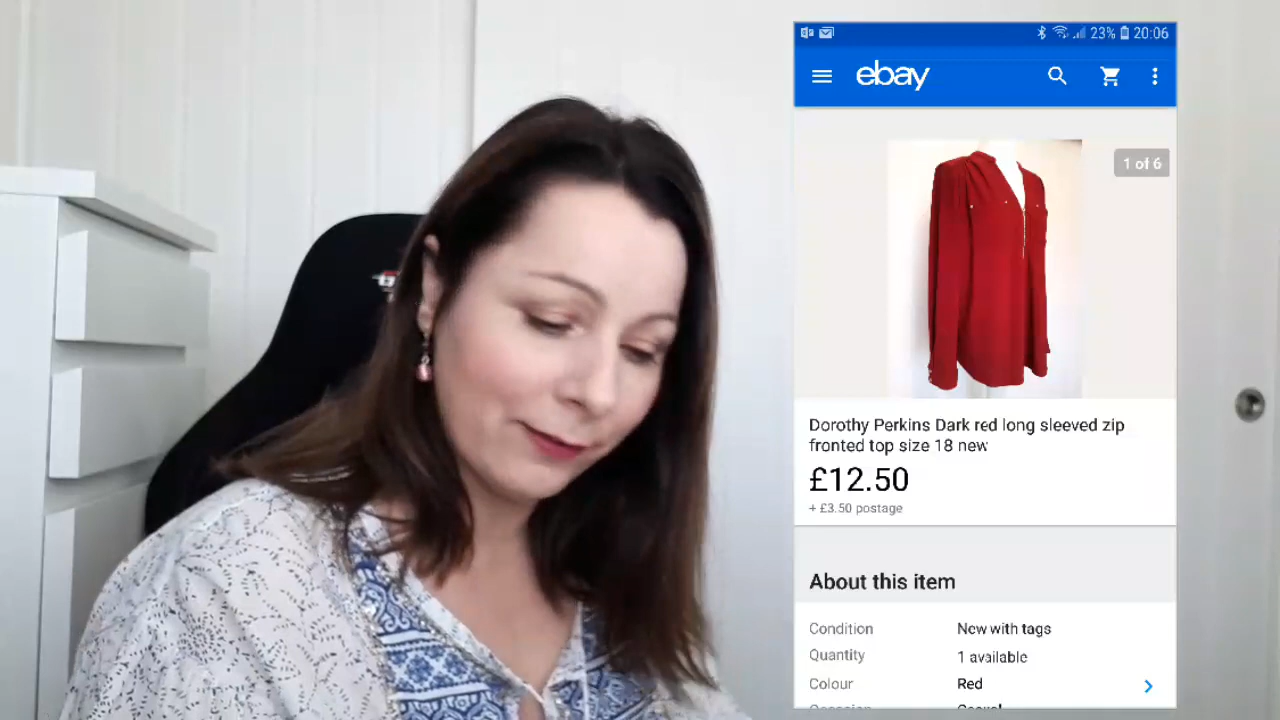 23% 20:06
ebay
1 of 6
Dorothy Perkins Dark red long sleeved zip
fronted top size 18 new
£12.50
+ £3.50 postage
About this item
Condition New with tags
Quantity 1 available
Colour Red